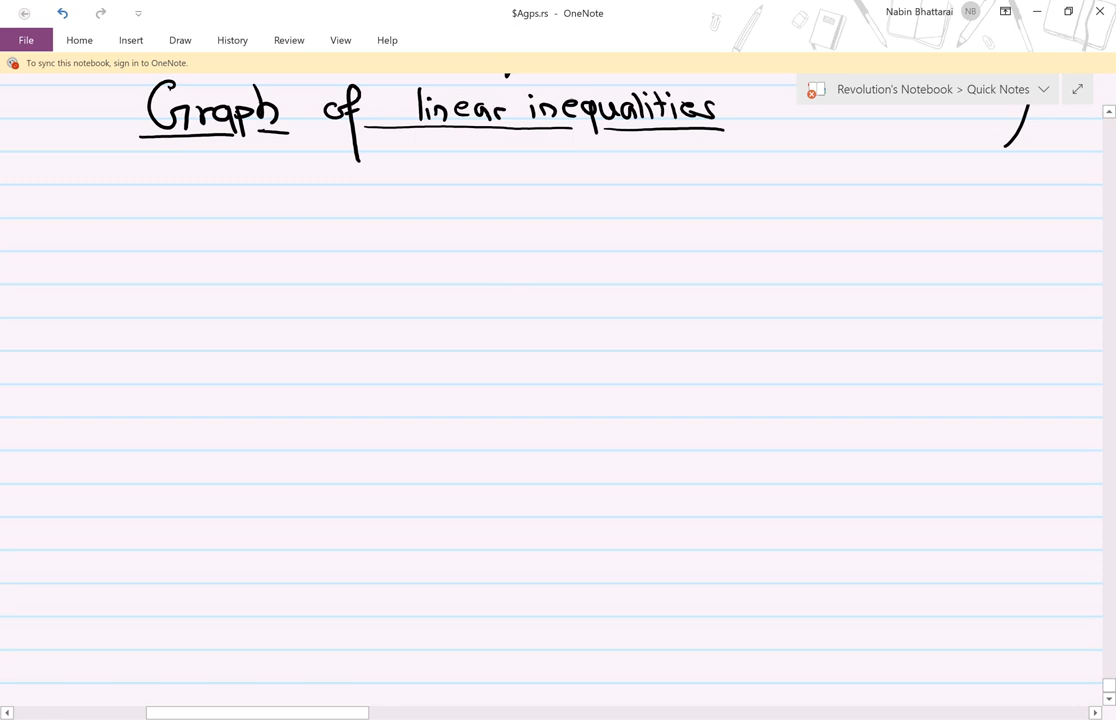 $Agps.rs - OneNote
Nabin Bhattarai NB
File Home Insert Draw History Review View Help
To sync this notebook, sign in to OneNote.
Revolution's Notebook > Quick Notes
Graph of linear inequalities